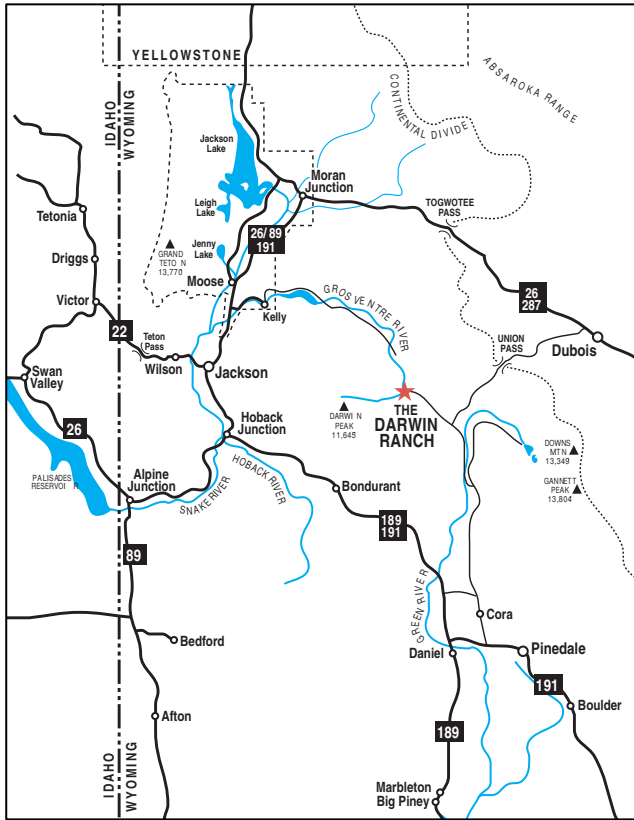 YELLOWSTONE
ABSAROKA RANGE
CONTINENTAL DIVIDE
IDAHO
WYOMING
Jackson
Lake
Moran
Junction
Leigh
Lake
TOGWOTEE
PASS
Tetonia
26/89
191
Jenny
Lake
GRAND
TETO N
13,770
Driggs
Moose
Victor
Kelly
GROS VENTRE RIVER
26
287
22
Teton
Pass
Wilson
Jackson
UNION
PASS
Dubois
Swan
Valley
THE
DARWIN
RANCH
DARWI N
PEAK
11,645
26
Hoback
Junction
DOWNS
MTN
13,349
PALISADES
RESERVOI R
Alpine
Junction
SNAKE RIVER
HOBACK RIVER
Bondurant
GANNETT
PEAK
13,804
189
191
89
GREEN RIVER
Cora
Bedford
Daniel
Pinedale
191
Boulder
Afton
189
IDAHO
WYOMING
Marbleton
Big Piney